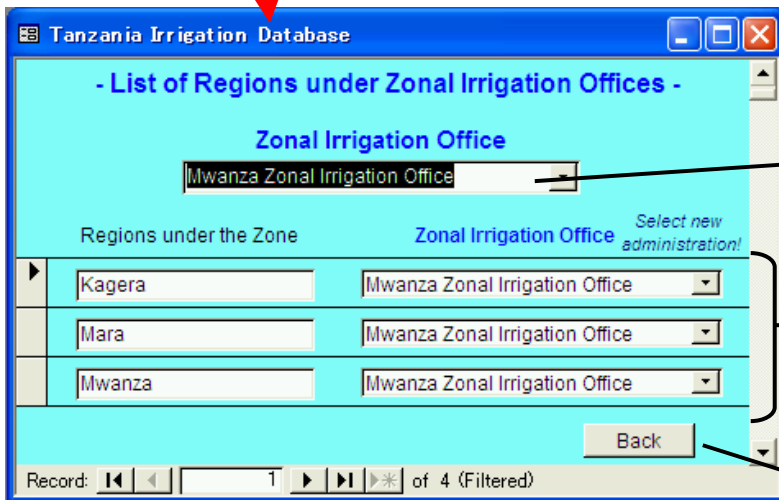 Tanzania Irrigation Database
- List of Regions under Zonal Irrigation Offices -
Zonal Irrigation Office
Mwanza Zonal Irrigation Office
Regions under the Zone Zonal Irrigation Office Select new administration!
Kagera Mwanza Zonal Irrigation Office
Mara Mwanza Zonal Irrigation Office
Mwanza Mwanza Zonal Irrigation Office
Back
Record: 1 of 4 (Filtered)